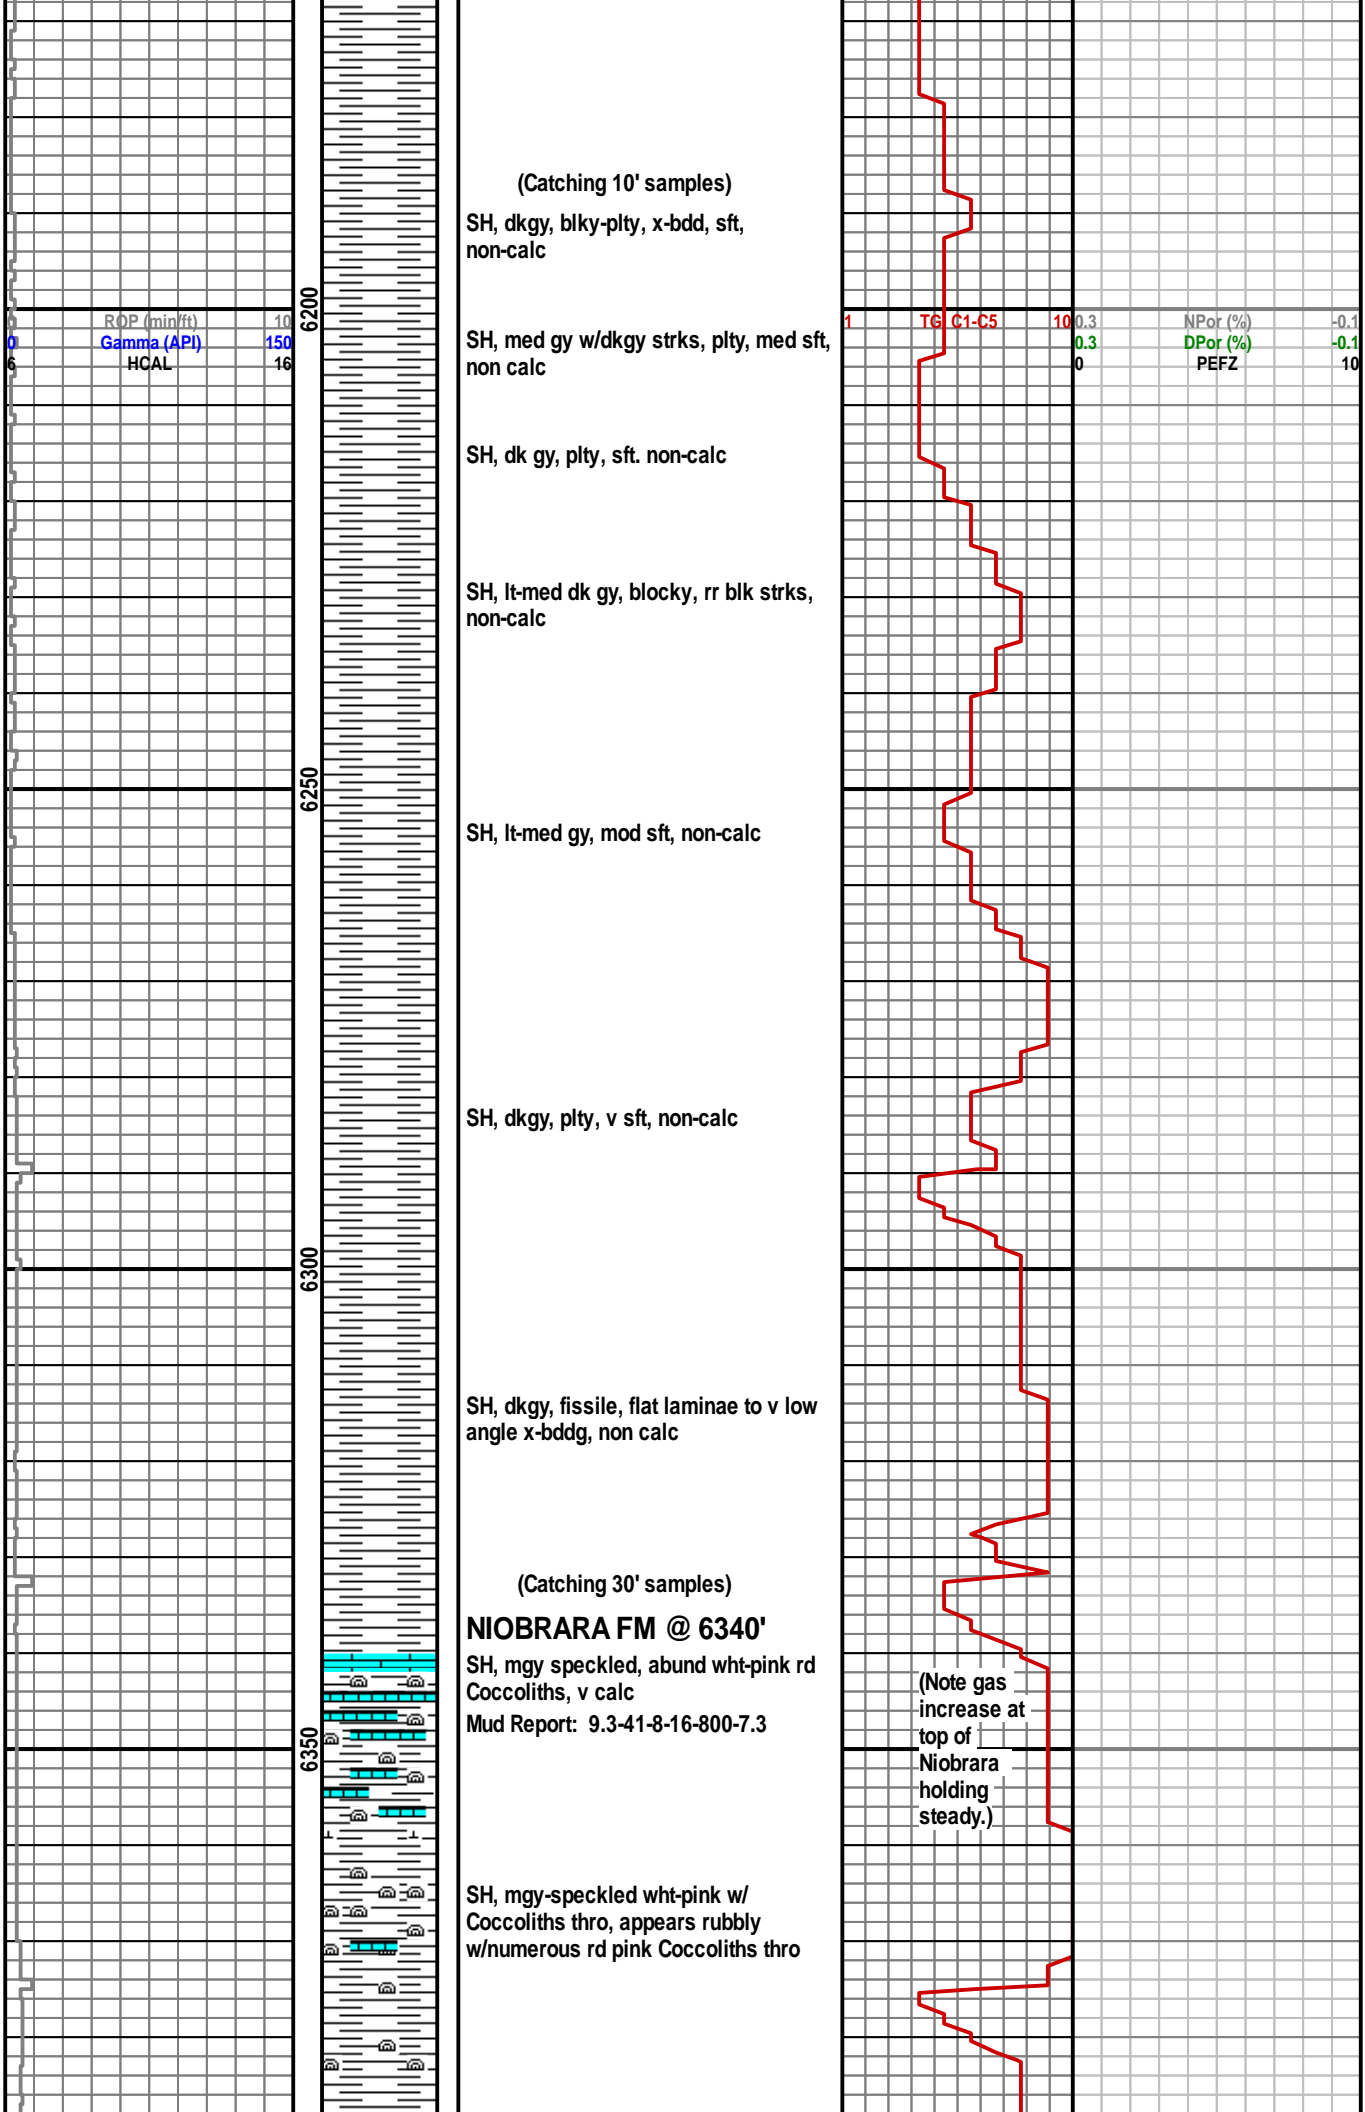 (Catching 10' samples)
SH, dkgy, blky-plty, x-bdd, sft,
non-calc
6200
0 ROP (min/ft) 10
0 Gamma (API) 150
6 HCAL 16
1 TG, C1-C5 10
0.3 NPor (%) -0.1
0.3 DPor (%) -0.1
0 PEFZ 10
SH, med gy w/dkgy strks, plty, med sft,
non calc
SH, dk gy, plty, sft. non-calc
SH, lt-med dk gy, blocky, rr blk strks,
non-calc
6250
SH, lt-med gy, mod sft, non-calc
SH, dkgy, plty, v sft, non-calc
6300
SH, dkgy, fissile, flat laminae to v low
angle x-bddg, non calc
(Catching 30' samples)
NIOBRARA FM @ 6340'
SH, mgy speckled, abund wht-pink rd
Coccoliths, v calc
Mud Report: 9.3-41-8-16-800-7.3
6350
(Note gas
increase at
top of
Niobrara
holding
steady.)
SH, mgy-speckled wht-pink w/
Coccoliths thro, appears rubbly
w/numerous rd pink Coccoliths thro